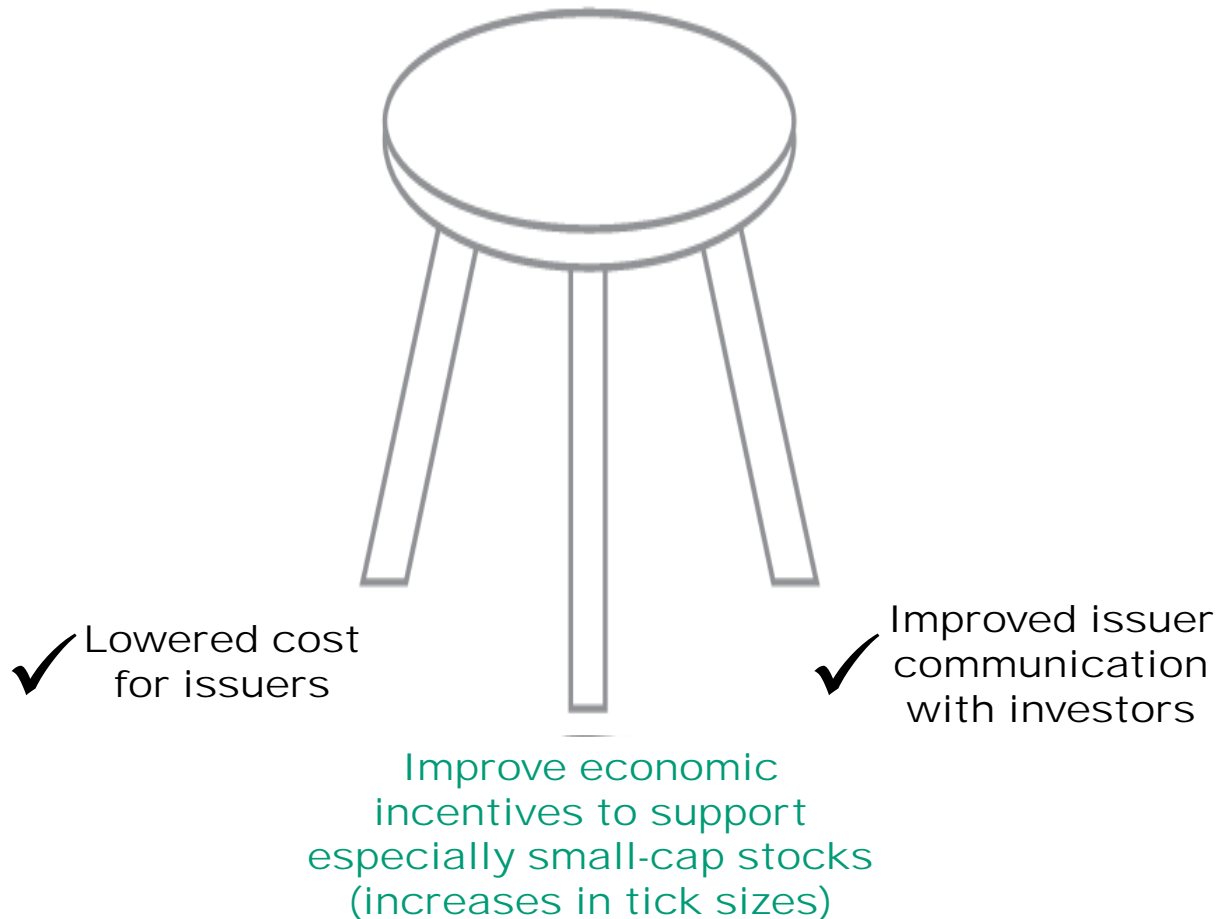 Lowered cost
for issuers
Improved issuer
communication
with investors
Improve economic
incentives to support
especially small-cap stocks
(increases in tick sizes)